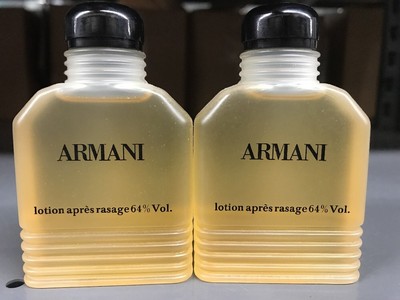 ARMANI
lotion après rasage 64% Vol.
ARMANI
lotion après rasage 64% Vol.